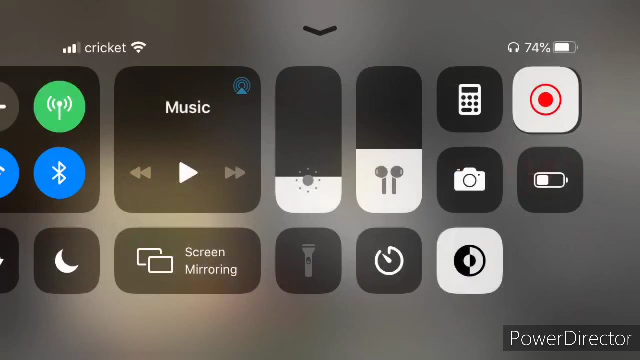 cricket
74%
Music
Screen
Mirroring
PowerDirector